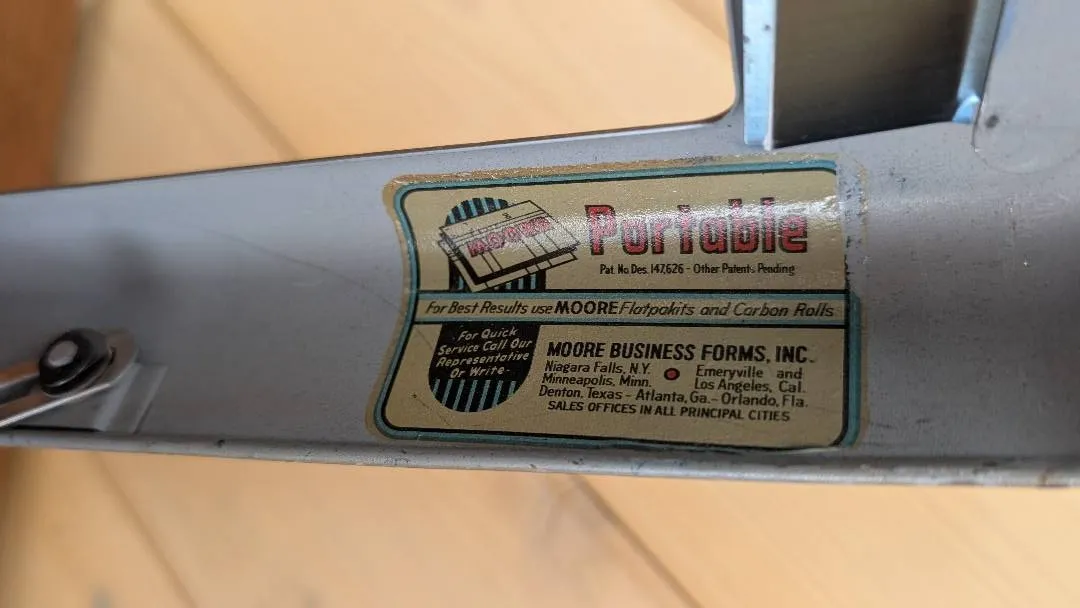 MOORE
Portable
Pat. No Des. 147,626 - Other Patents Pending
For Best Results use MOORE Flatpakits and Carbon Rolls
For Quick
Service Call Our
Representative
Or Write-
MOORE BUSINESS FORMS, INC.
Niagara Falls, N.Y. Emeryville and
Minneapolis, Minn. Los Angeles, Cal.
Denton, Texas - Atlanta, Ga. - Orlando, Fla.
SALES OFFICES IN ALL PRINCIPAL CITIES